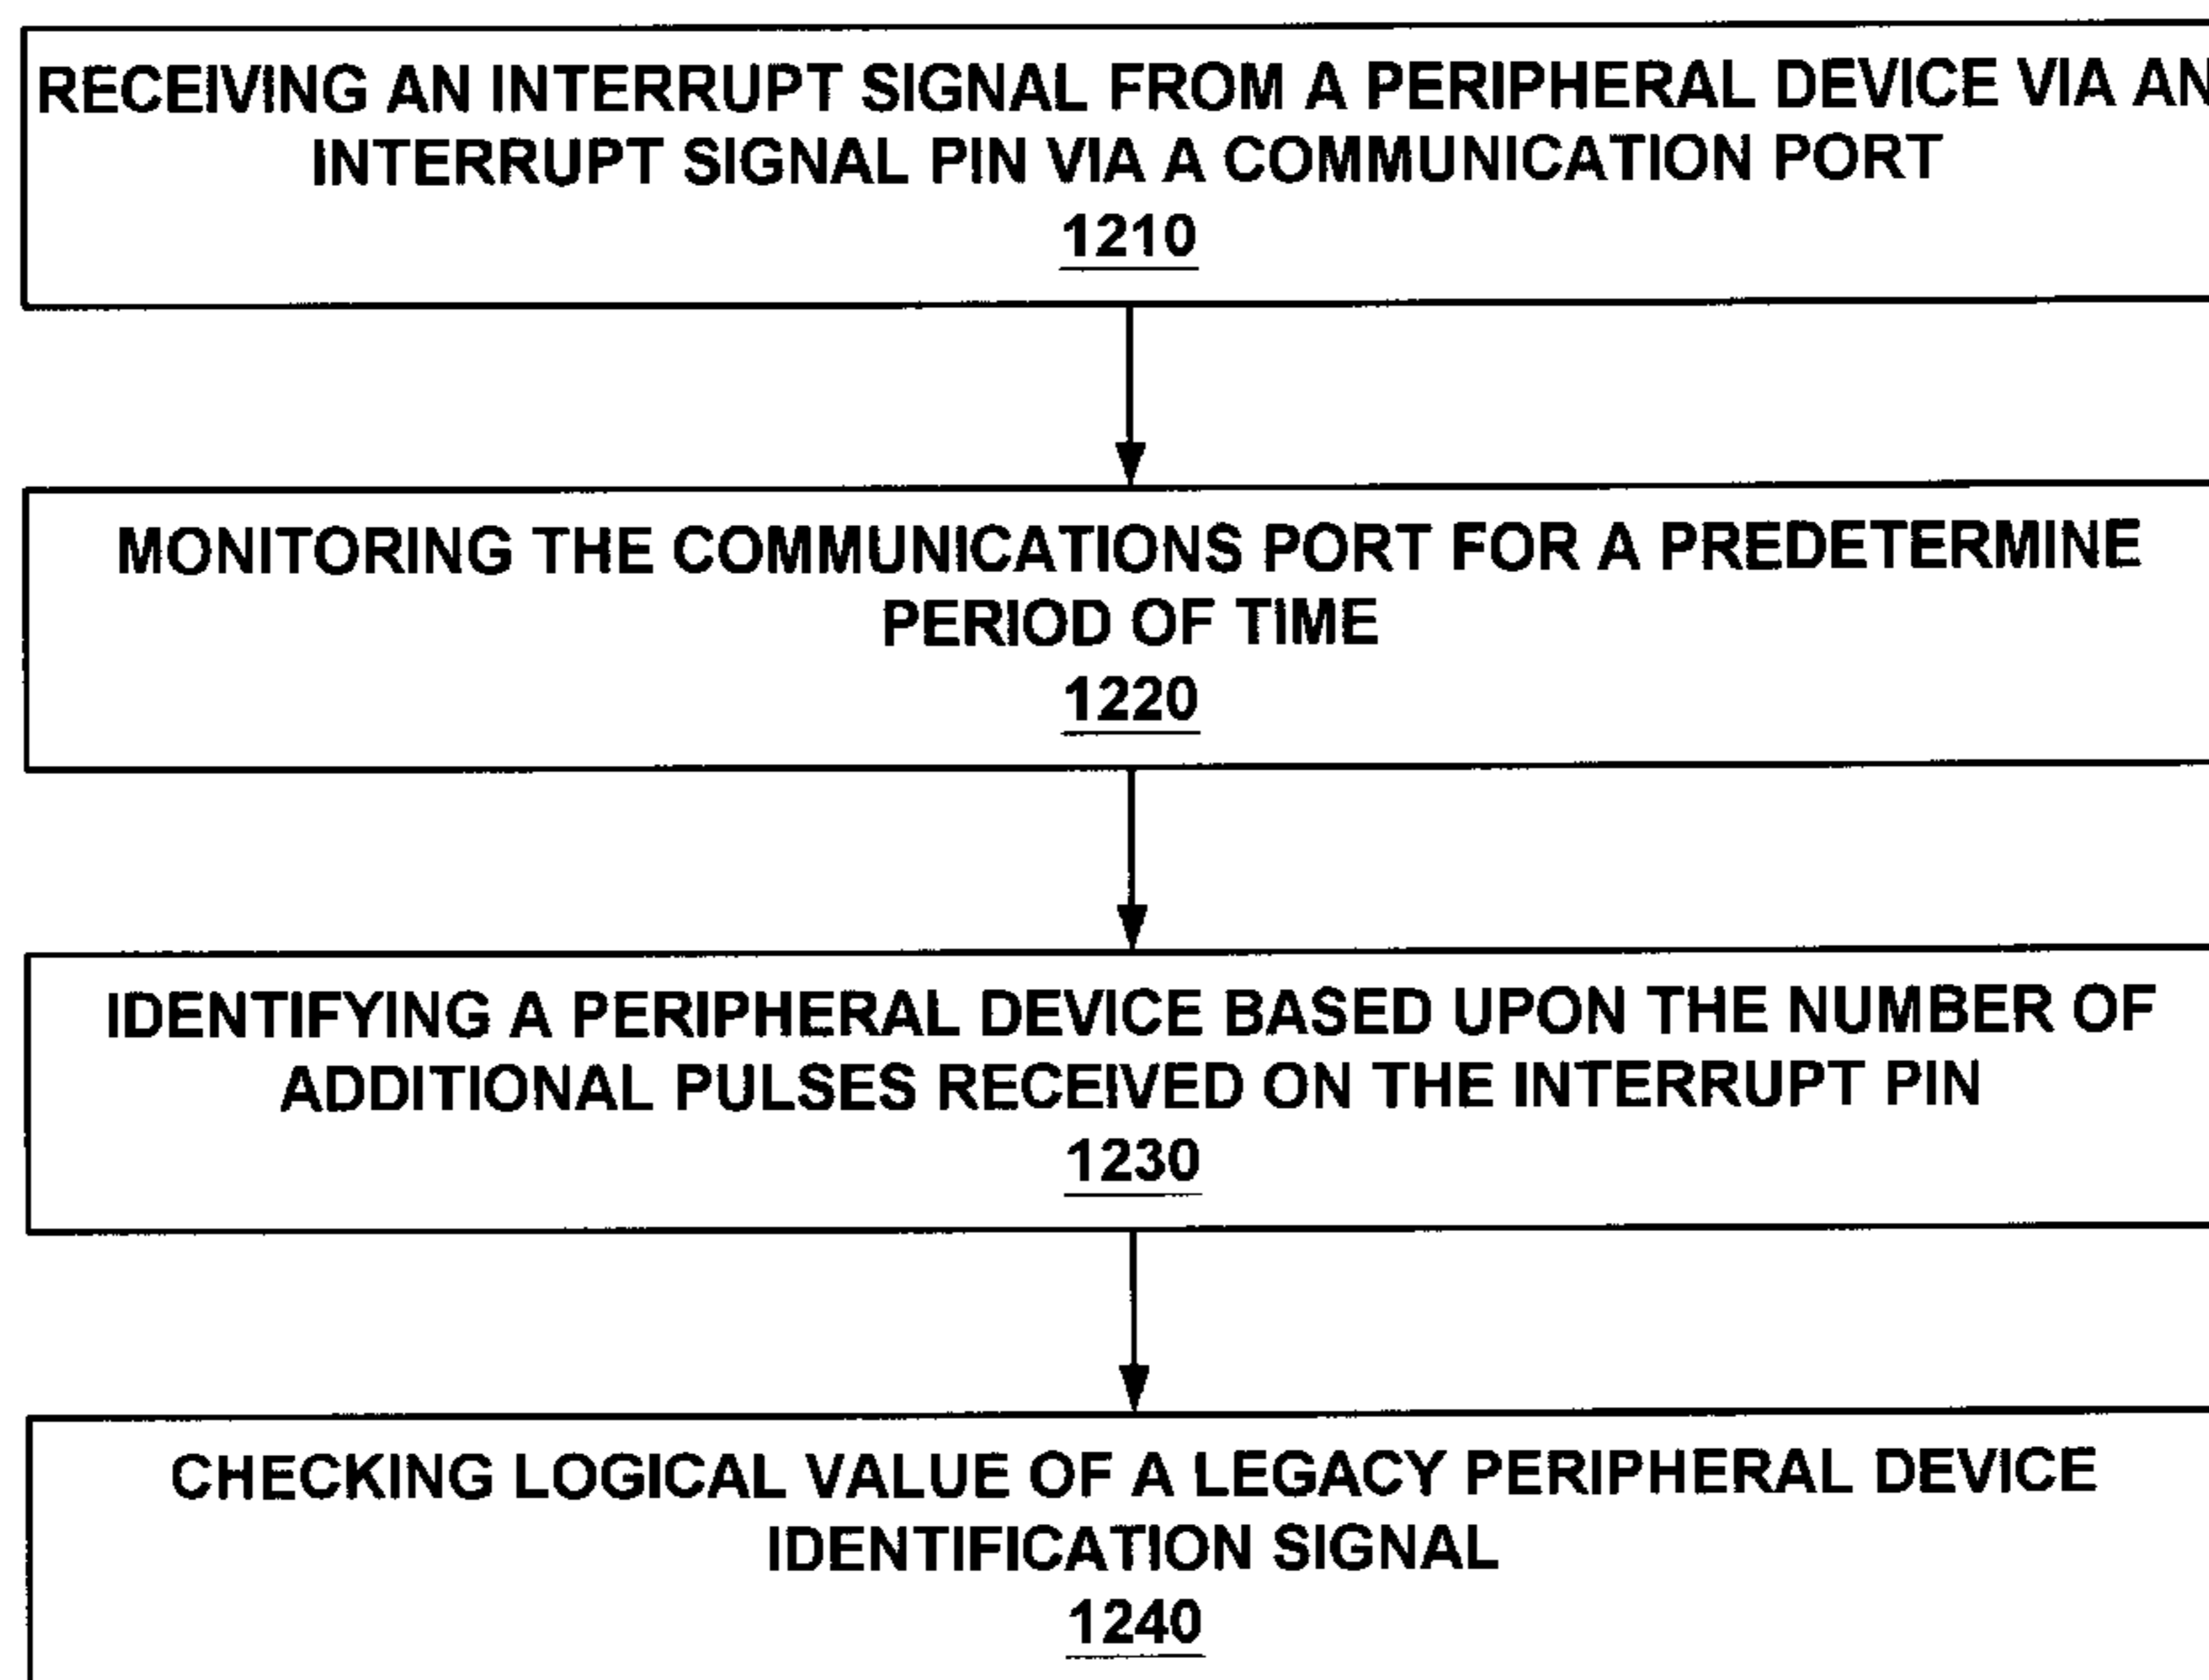 RECEIVING AN INTERRUPT SIGNAL FROM A PERIPHERAL DEVICE VIA AN
INTERRUPT SIGNAL PIN VIA A COMMUNICATION PORT
1210
MONITORING THE COMMUNICATIONS PORT FOR A PREDETERMINE
PERIOD OF TIME
1220
IDENTIFYING A PERIPHERAL DEVICE BASED UPON THE NUMBER OF
ADDITIONAL PULSES RECEIVED ON THE INTERRUPT PIN
1230
CHECKING LOGICAL VALUE OF A LEGACY PERIPHERAL DEVICE
IDENTIFICATION SIGNAL
1240